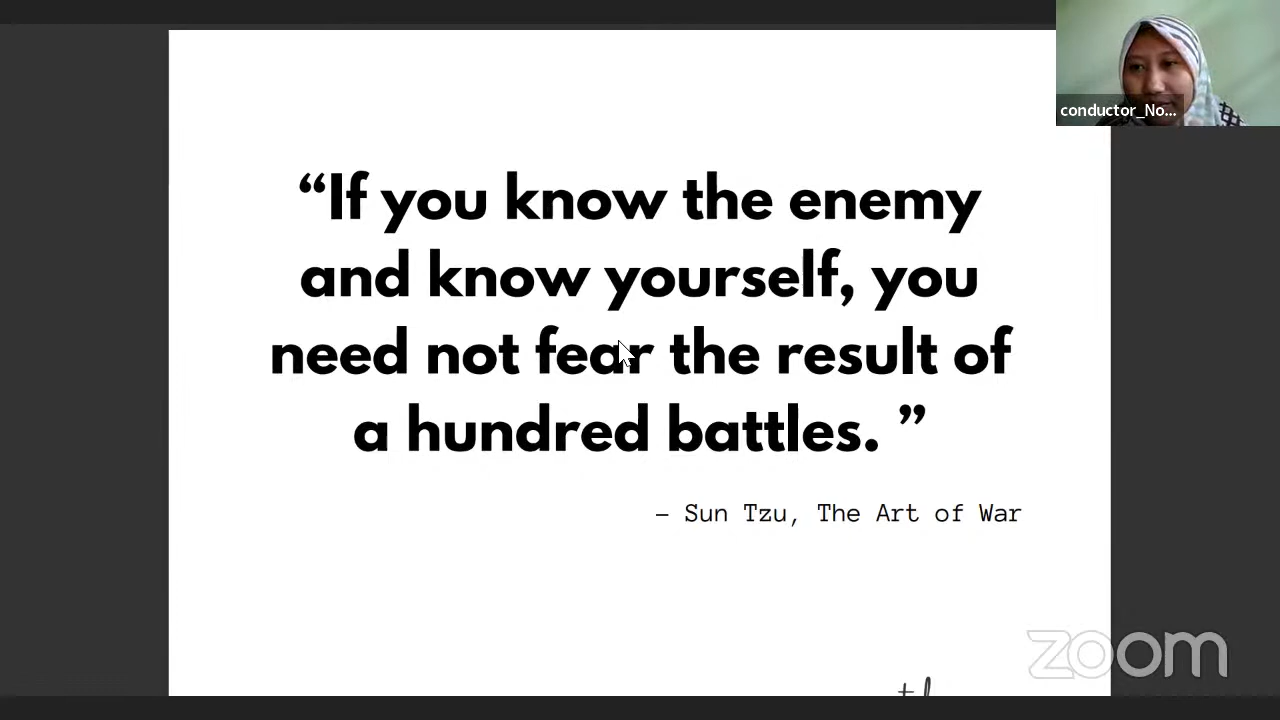 conductor_No...
“If you know the enemy
and know yourself, you
need not fear the result of
a hundred battles. ”
– Sun Tzu, The Art of War
zoom